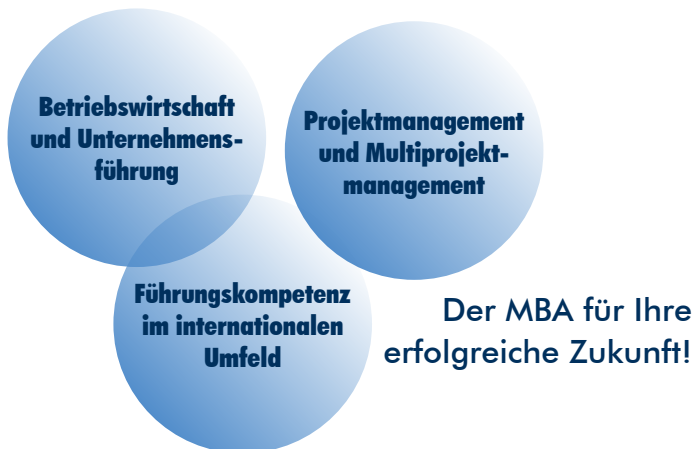 Betriebswirtschaft
und Unternehmens-
führung
Projektmanagement
und Multiprojekt-
management
Führungskompetenz
im internationalen
Umfeld
Der MBA für Ihre
erfolgreiche Zukunft!